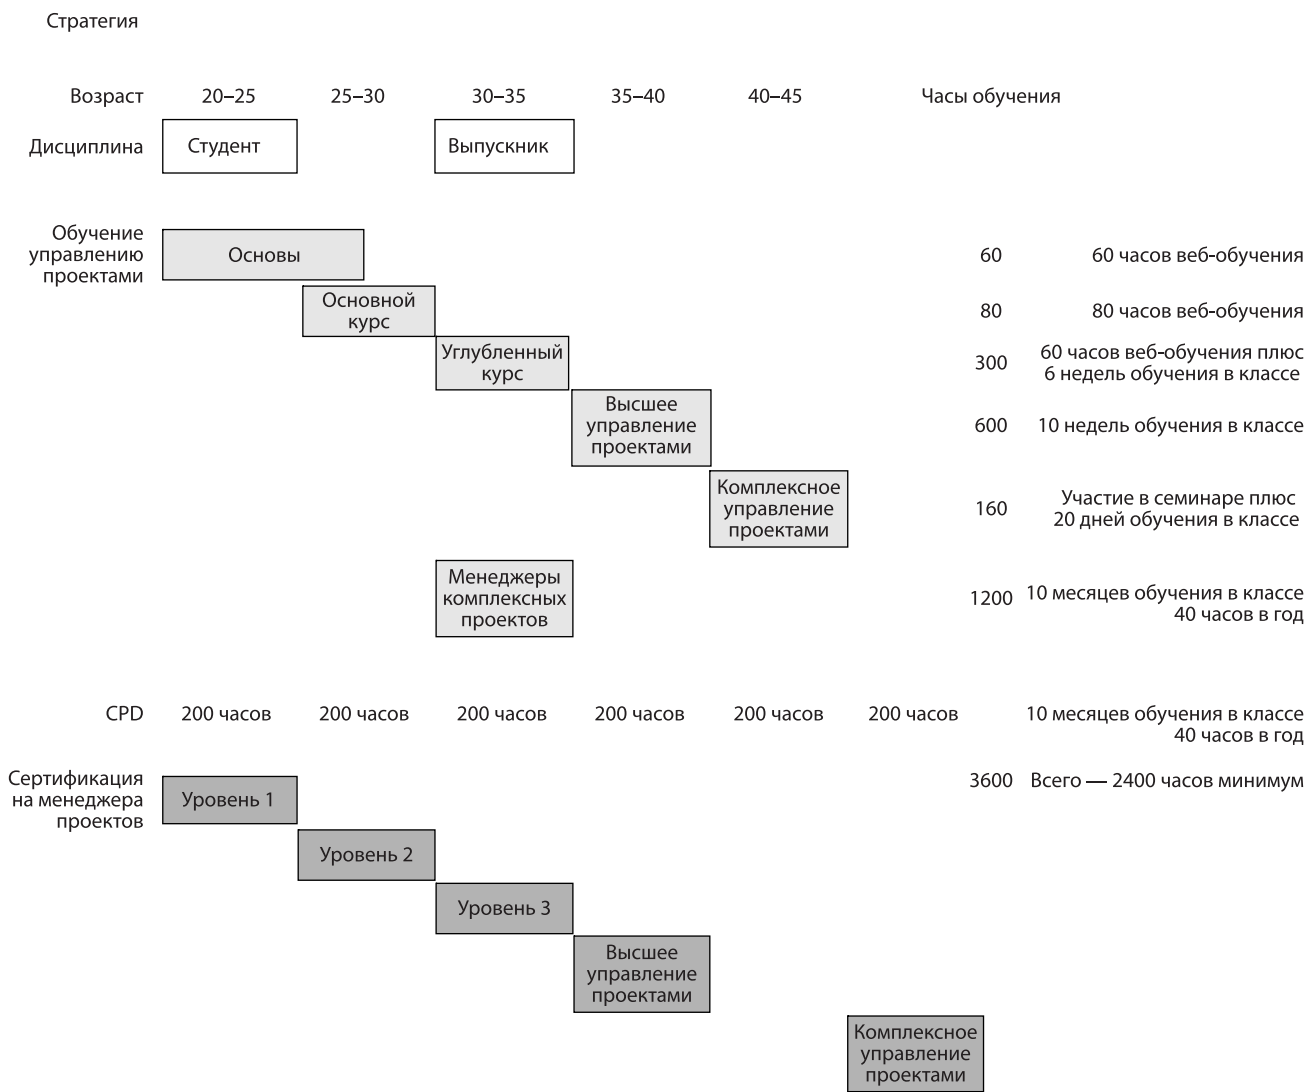 Стратегия
Возраст 20–25 25–30 30–35 35–40 40–45 Часы обучения
Дисциплина Студент Выпускник
Обучение
управлению
проектами
Основы
60 60 часов веб-обучения
Основной
курс
80 80 часов веб-обучения
Углубленный
курс
300
60 часов веб-обучения плюс
6 недель обучения в классе
Высшее
управление
проектами
600 10 недель обучения в классе
Комплексное
управление
проектами
160
Участие в семинаре плюс
20 дней обучения в классе
Менеджеры
комплексных
проектов
1200
10 месяцев обучения в классе
40 часов в год
CPD 200 часов 200 часов 200 часов 200 часов 200 часов 200 часов
10 месяцев обучения в классе
40 часов в год
Сертификация
на менеджера
проектов
Уровень 1
3600 Всего — 2400 часов минимум
Уровень 2
Уровень 3
Высшее
управление
проектами
Комплексное
управление
проектами